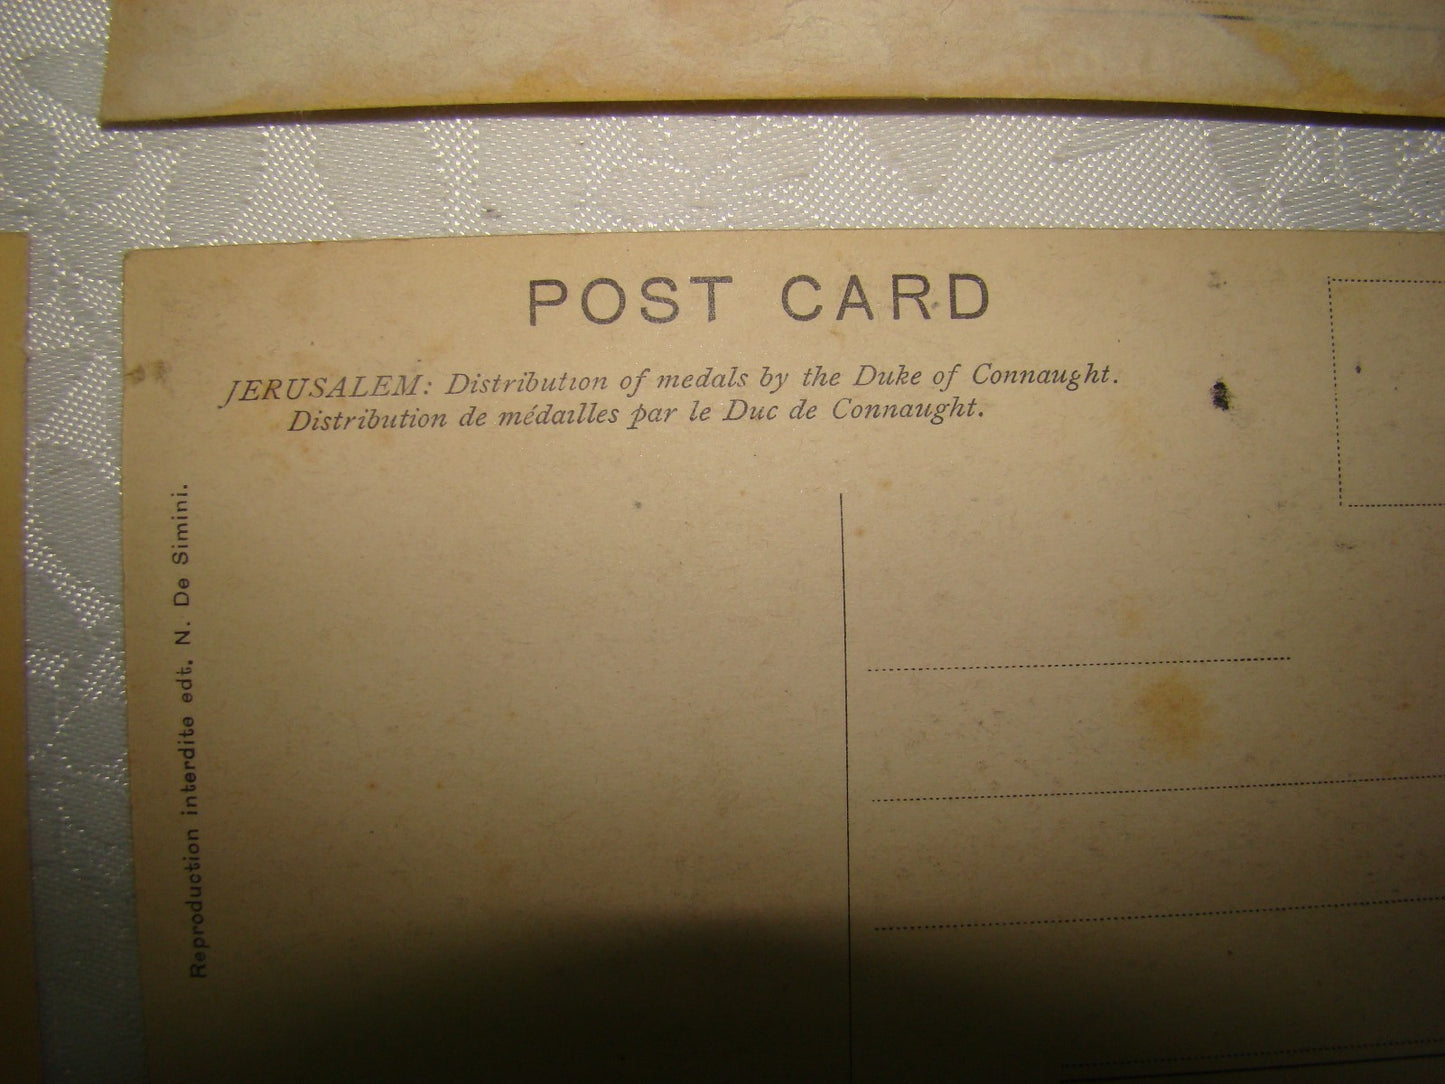 POST CARD
JERUSALEM: Distribution of medals by the Duke of Connaught.
Distribution de médailles par le Duc de Connaught.
Reproduction interdite edt. N. De Simini.